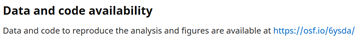 Data and code availability
Data and code to reproduce the analysis and figures are available at https://osf.io/6ysda/